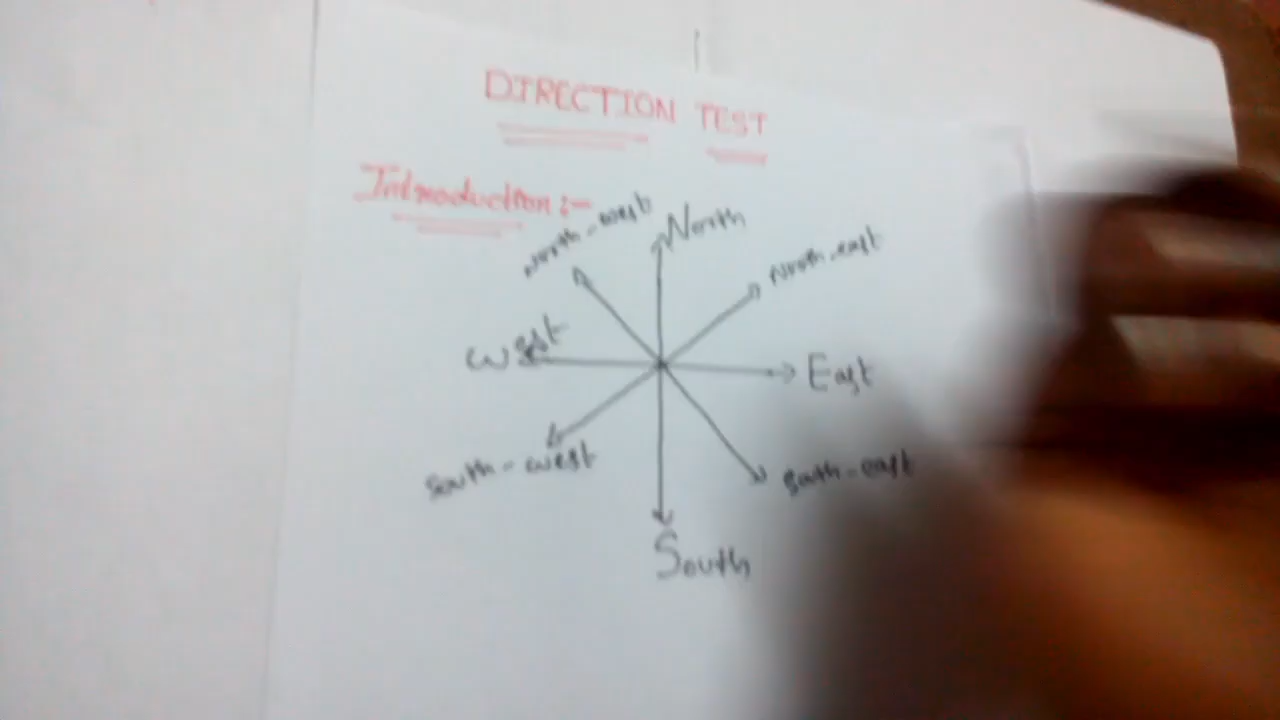 DIRECTION TEST
Introduction :-
North-west
North
North-east
West
East
South-west
South-east
South